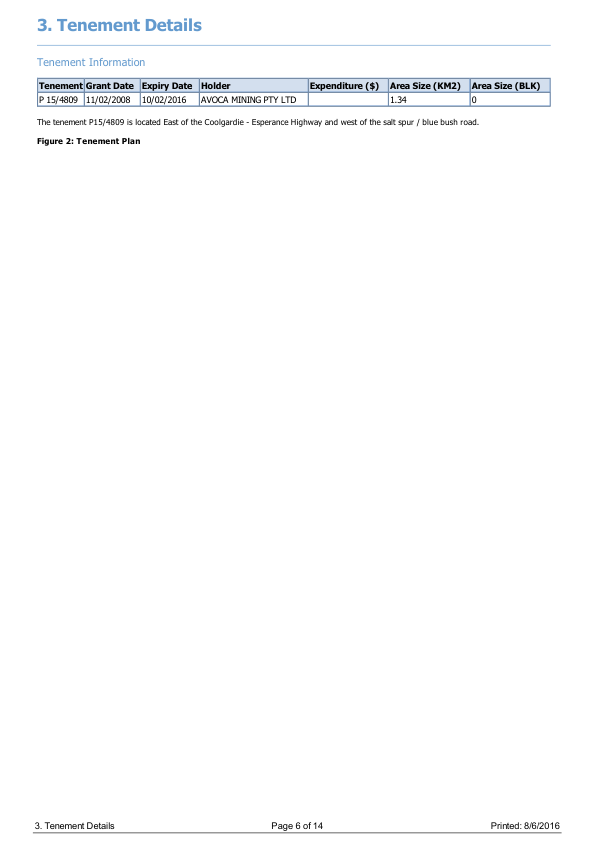 3. Tenement Details
Tenement Information
Tenement Grant Date Expiry Date Holder Expenditure ($) Area Size (KM2) Area Size (BLK)
P 15/4809 11/02/2008 10/02/2016 AVOCA MINING PTY LTD 1.34 0
The tenement P15/4809 is located East of the Coolgardie - Esperance Highway and west of the salt spur / blue bush road.
Figure 2: Tenement Plan
3. Tenement Details Page 6 of 14 Printed: 8/6/2016